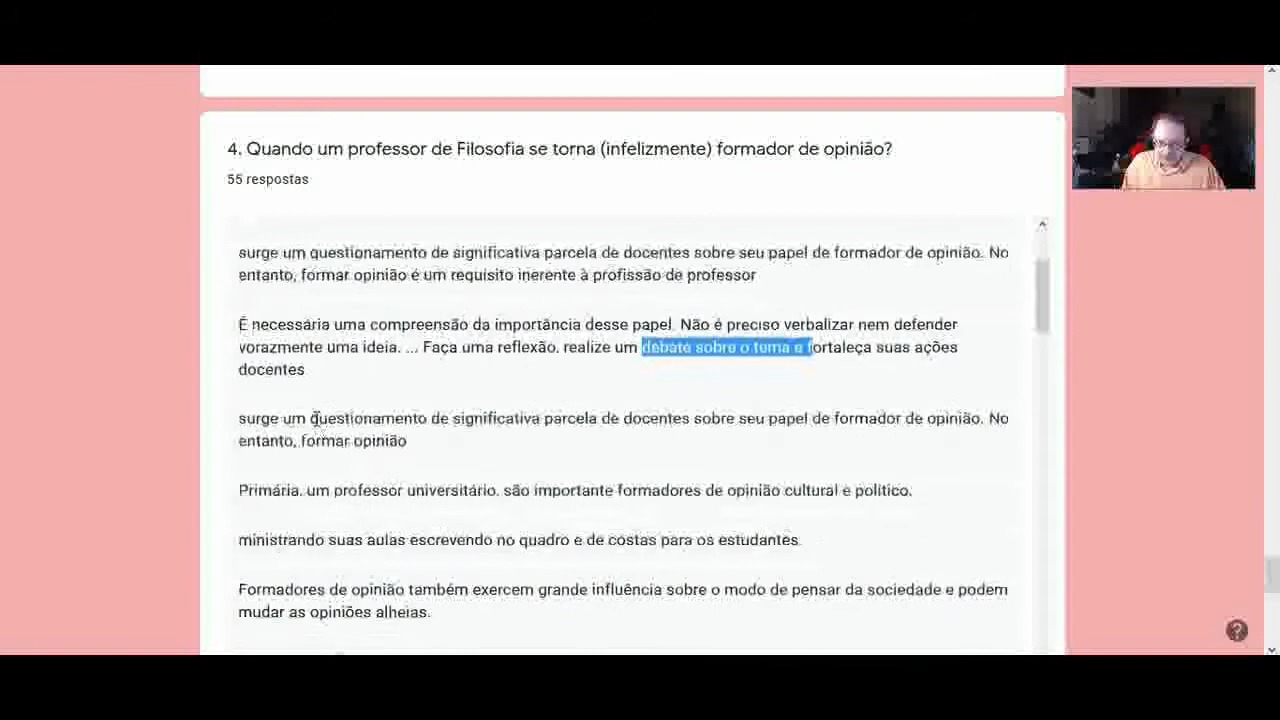 4. Quando um professor de Filosofia se torna (infelizmente) formador de opinião?
55 respostas
surge um questionamento de significativa parcela de docentes sobre seu papel de formador de opinião. No
entanto, formar opinião é um requisito inerente à profissão de professor
É necessária uma compreensão da importância desse papel. Não é preciso verbalizar nem defender
vorazmente uma ideia. ... Faça uma reflexão, realize um debate sobre o tema e fortaleça suas ações
docentes
surge um questionamento de significativa parcela de docentes sobre seu papel de formador de opinião. No
entanto, formar opinião
Primária. um professor universitário. são importante formadores de opinião cultural e politico.
ministrando suas aulas escrevendo no quadro e de costas para os estudantes.
Formadores de opinião também exercem grande influência sobre o modo de pensar da sociedade e podem
mudar as opiniões alheias.